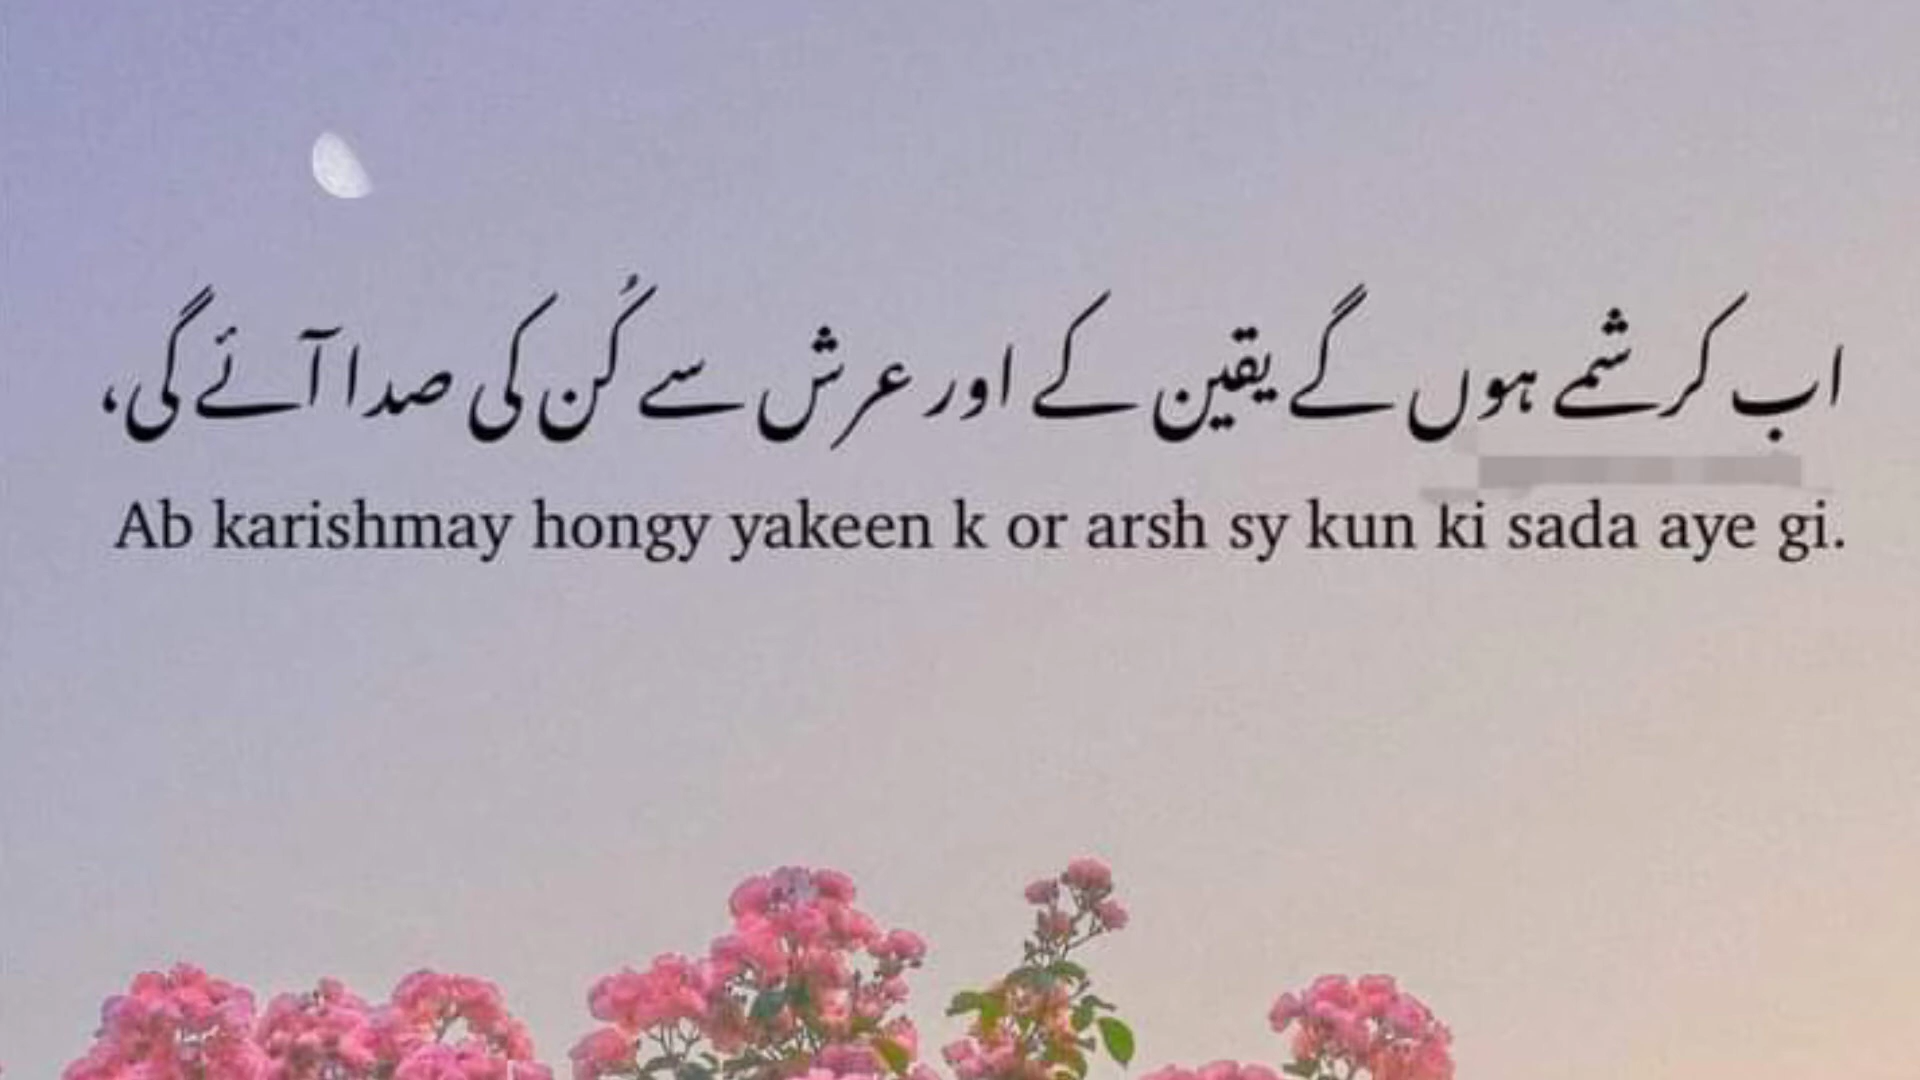 اب کرشمے ہوں گے یقین کے اور عرش سے کُن کی صدا آئے گی،
Ab karishmay hongy yakeen k or arsh sy kun ki sada aye gi.